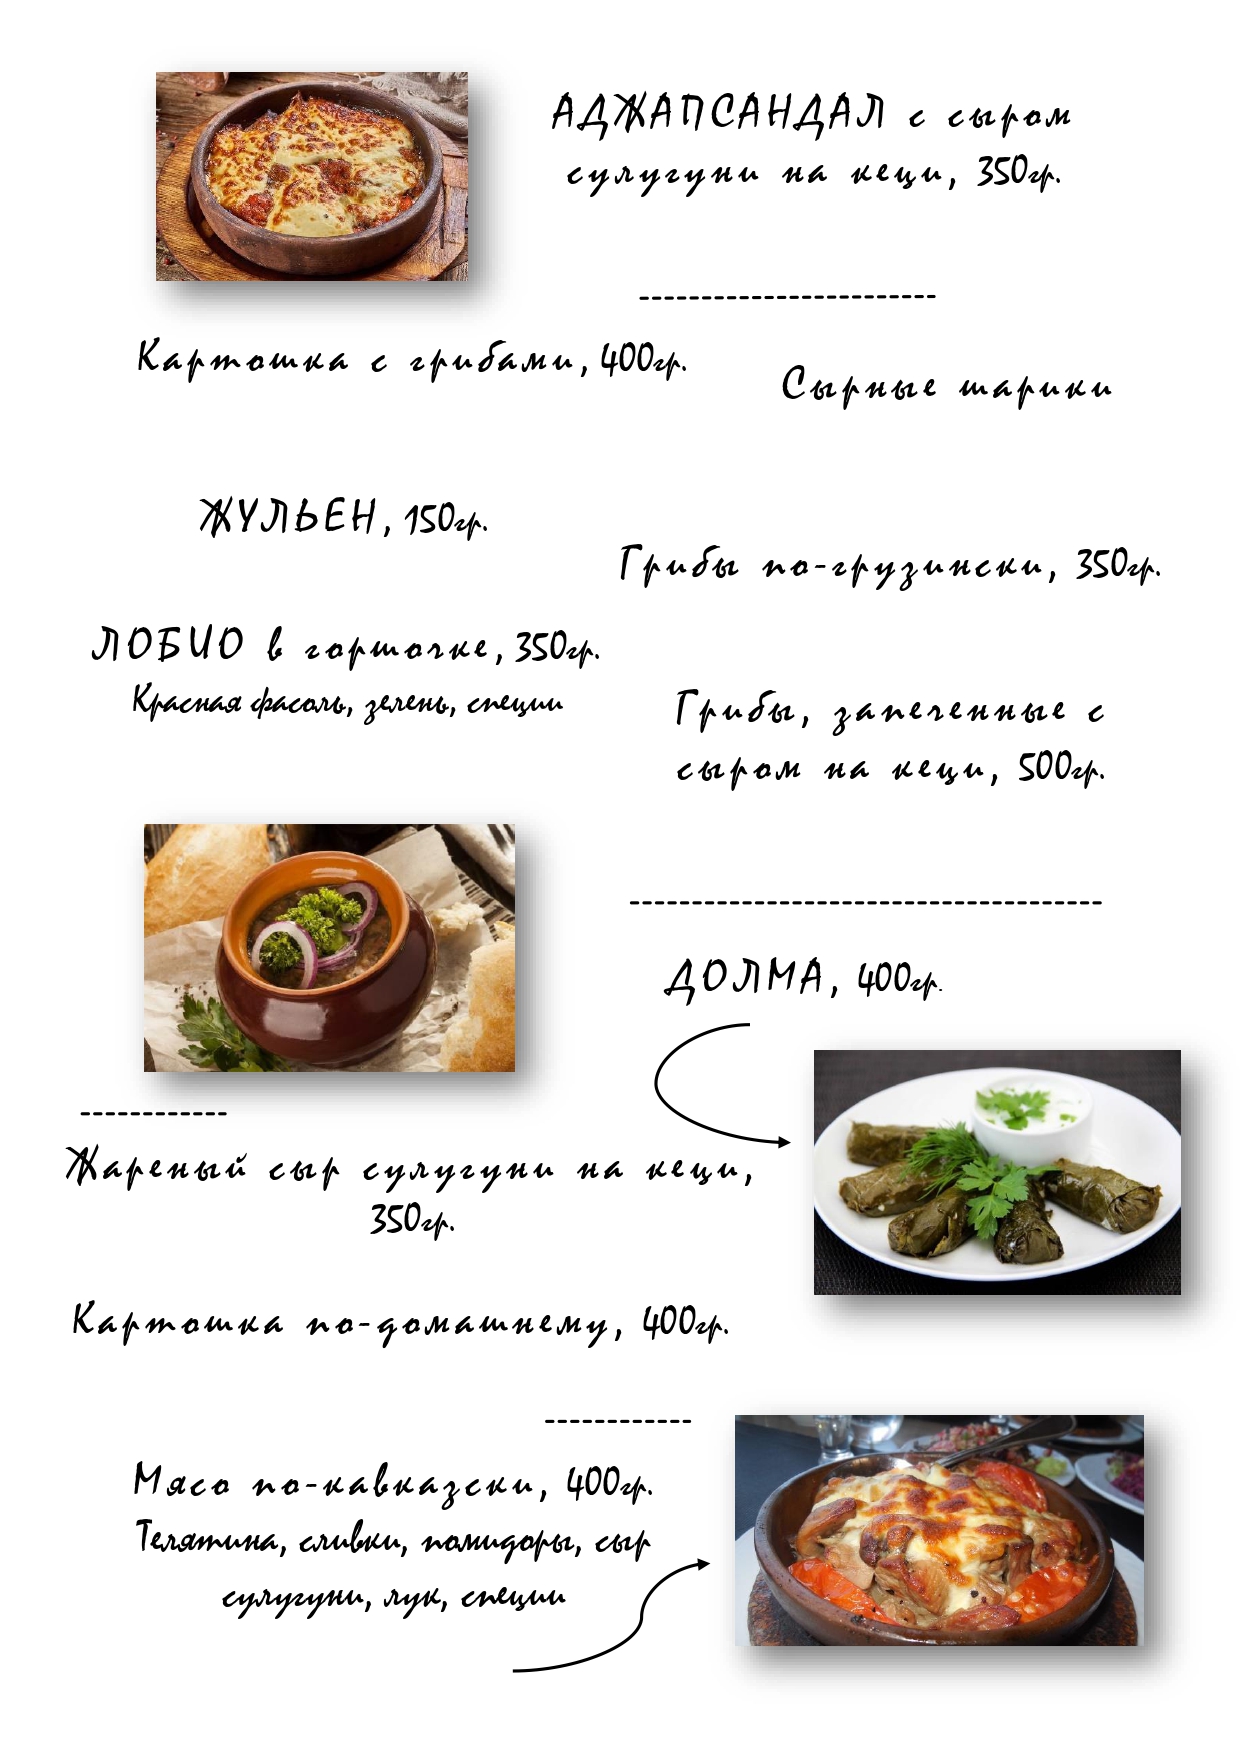 АДЖАПСАНДАЛ с сыром
сулугуни на кеци, 350гр.
------------------------
Картошка с грибами, 400гр.
Сырные шарики
ЖУЛЬЕН, 150гр.
Грибы по-грузински, 350гр.
ЛОБИО в горшочке, 350гр.
Красная фасоль, зелень, специи
Грибы, запеченные с
сыром на кеци, 500гр.
--------------------------------------
ДОЛМА, 400гр.
------------
Жареный сыр сулугуни на кеци,
350гр.
Картошка по-домашнему, 400гр.
------------
Мясо по-кавказски, 400гр.
Телятина, сливки, помидоры, сыр
сулугуни, лук, специи